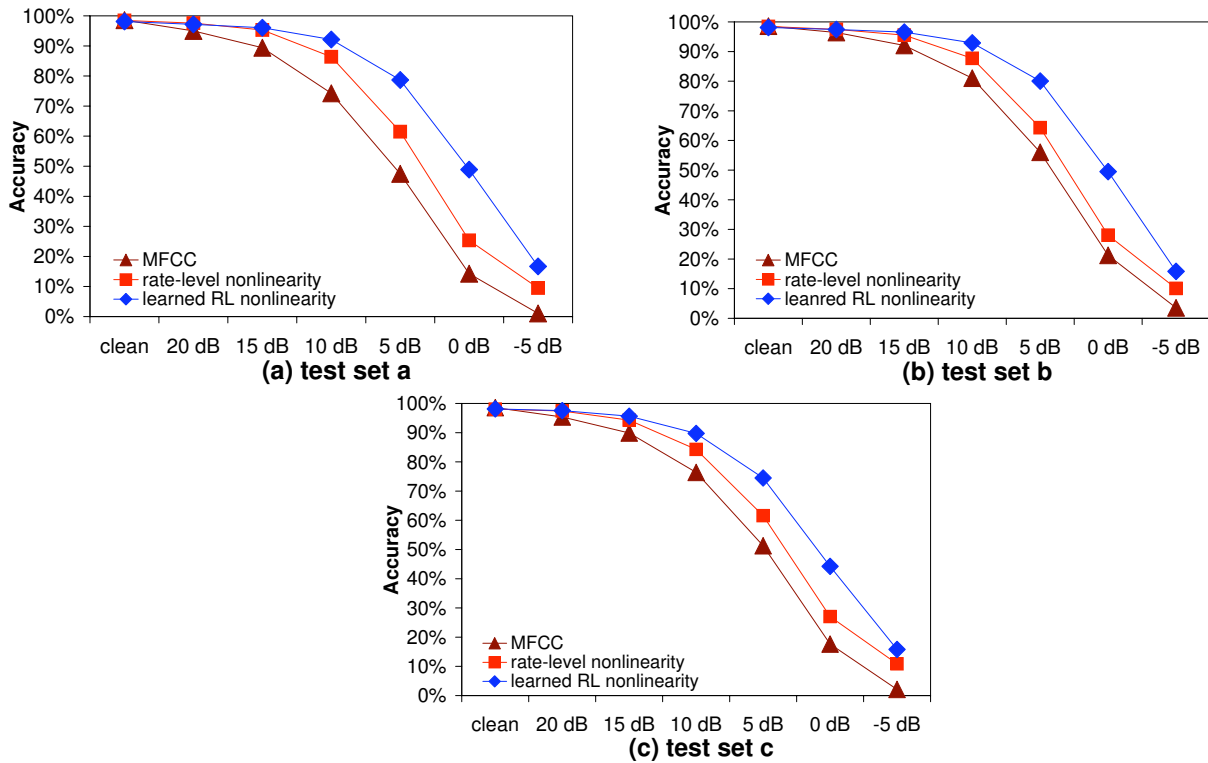 100%
90%
80%
70%
60%
50%
40%
30%
20%
10%
0%
Accuracy
MFCC
rate-level nonlinearity
learned RL nonlinearity
clean 20 dB 15 dB 10 dB 5 dB 0 dB -5 dB
(a) test set a
100%
90%
80%
70%
60%
50%
40%
30%
20%
10%
0%
Accuracy
MFCC
rate-level nonlinearity
leanred RL nonlinearity
clean 20 dB 15 dB 10 dB 5 dB 0 dB -5 dB
(b) test set b
100%
90%
80%
70%
60%
50%
40%
30%
20%
10%
0%
Accuracy
MFCC
rate-level nonlinearity
learned RL nonlinearity
clean 20 dB 15 dB 10 dB 5 dB 0 dB -5 dB
(c) test set c